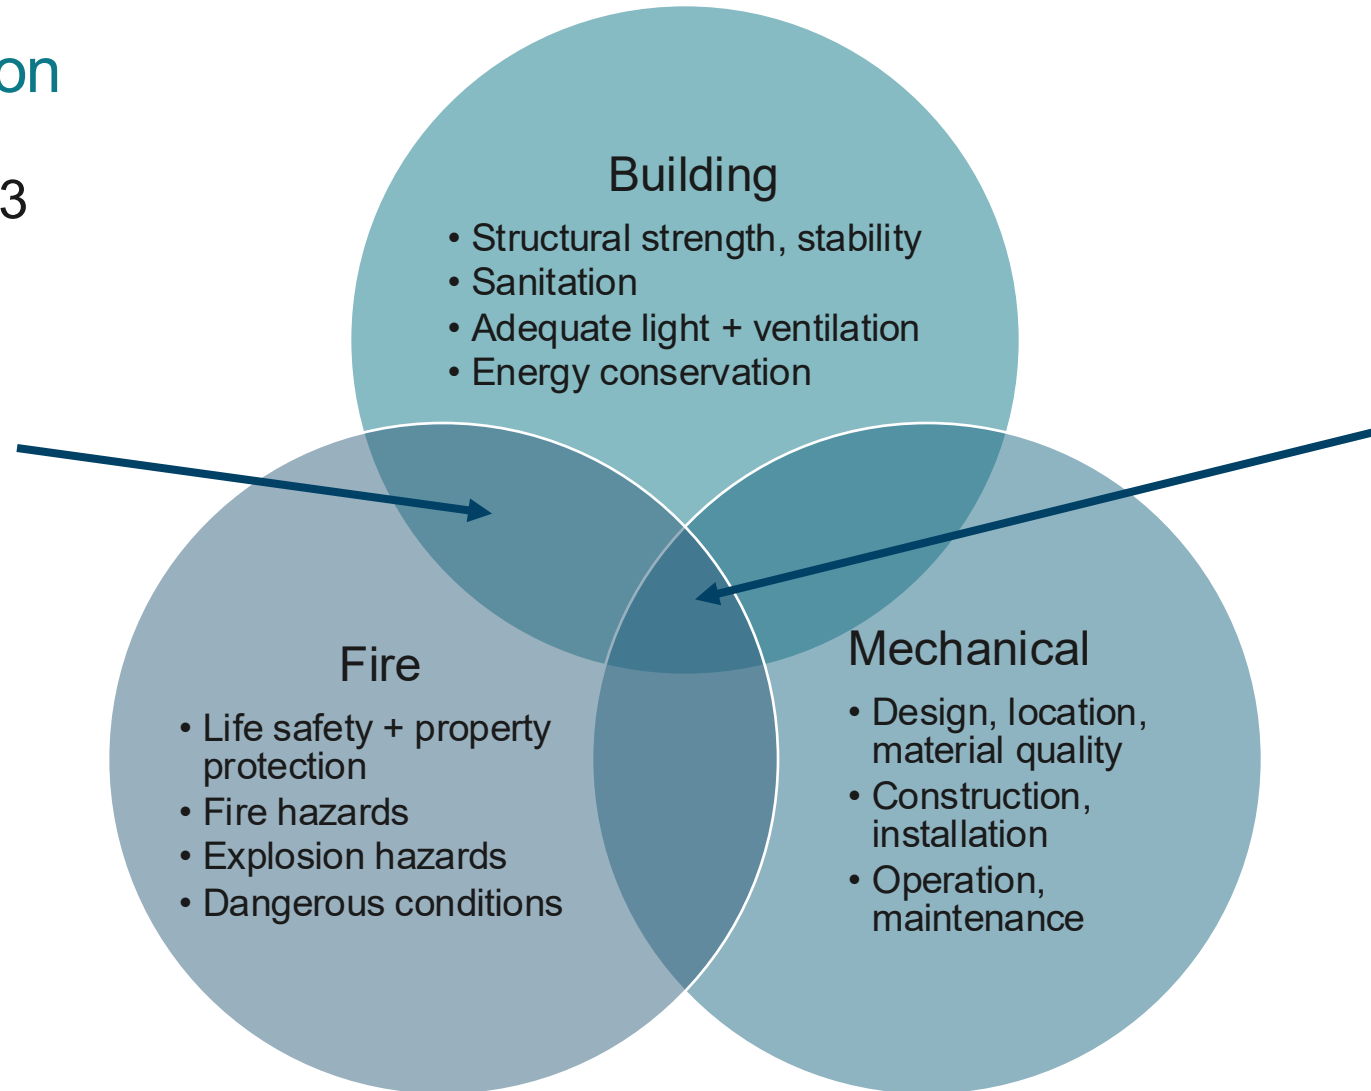 on
3
Building
• Structural strength, stability
• Sanitation
• Adequate light + ventilation
• Energy conservation
Fire
• Life safety + property
protection
• Fire hazards
• Explosion hazards
• Dangerous conditions
Mechanical
• Design, location,
material quality
• Construction,
installation
• Operation,
maintenance